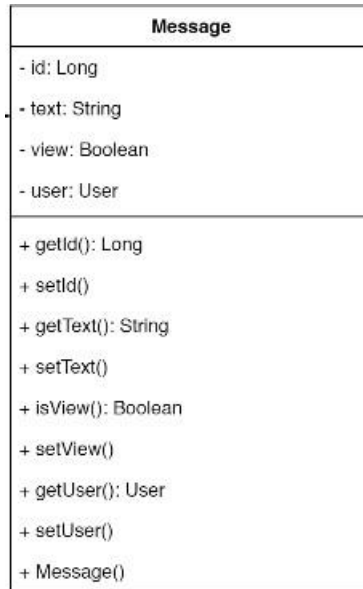 Message
- id: Long
- text: String
- view: Boolean
- user: User
+ getId(): Long
+ setId()
+ getText(): String
+ setText()
+ isView(): Boolean
+ setView()
+ getUser(): User
+ setUser()
+ Message()